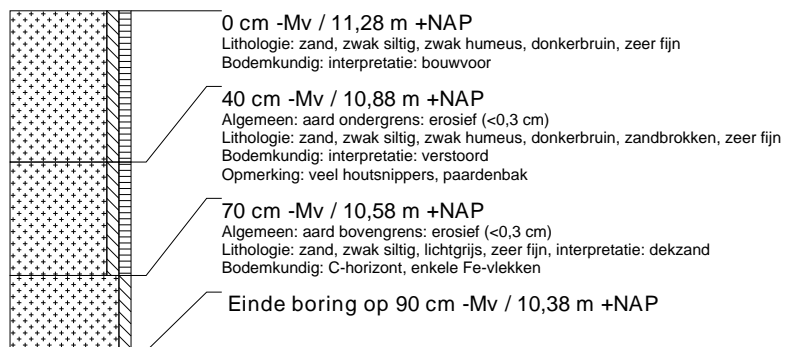 0 cm -Mv / 11,28 m +NAP
Lithologie: zand, zwak siltig, zwak humeus, donkerbruin, zeer fijn
Bodemkundig: interpretatie: bouwvoor
40 cm -Mv / 10,88 m +NAP
Algemeen: aard ondergrens: erosief (<0,3 cm)
Lithologie: zand, zwak siltig, zwak humeus, donkerbruin, zandbrokken, zeer fijn
Bodemkundig: interpretatie: verstoord
Opmerking: veel houtsnippers, paardenbak
70 cm -Mv / 10,58 m +NAP
Algemeen: aard bovengrens: erosief (<0,3 cm)
Lithologie: zand, zwak siltig, lichtgrijs, zeer fijn, interpretatie: dekzand
Bodemkundig: C-horizont, enkele Fe-vlekken
Einde boring op 90 cm -Mv / 10,38 m +NAP